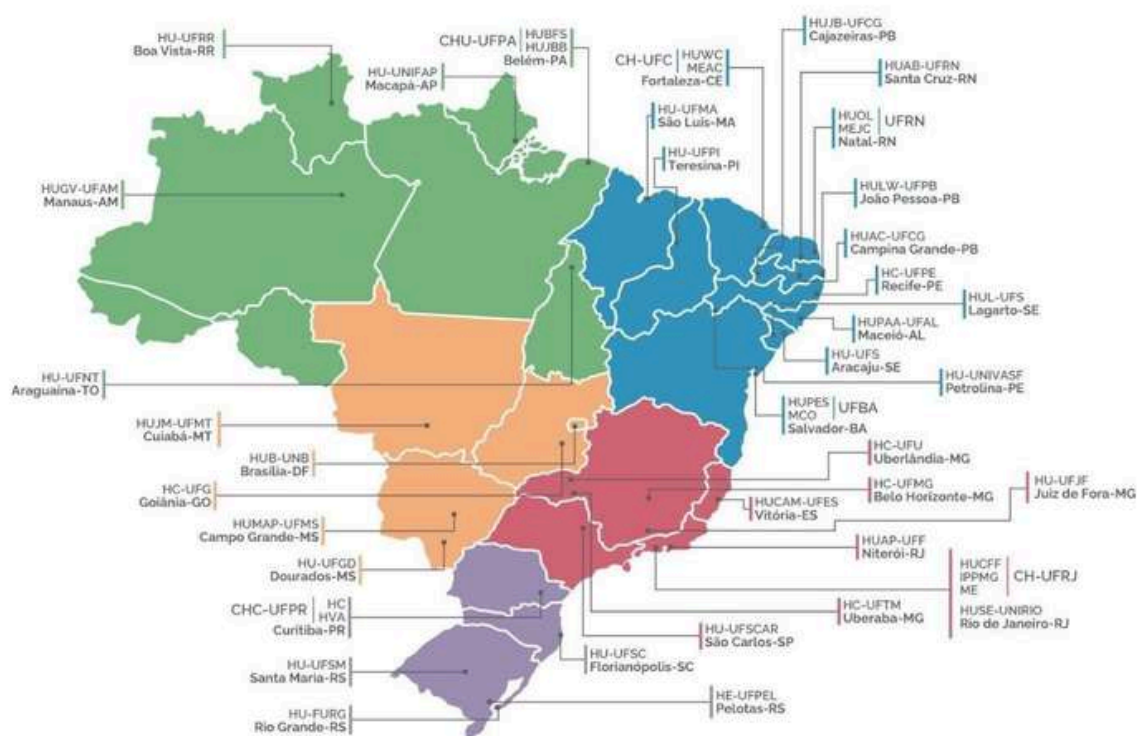 HU-UFRR
Boa Vista-RR
CHU-UFPA
HUBFS
HUJBB
Belém-PA
HU-UNIFAP
Macapá-AP
CH-UFC
HUWC
MEAC
Fortaleza-CE
HUJB-UFCG
Cajazeiras-PB
HUAB-UFRN
Santa Cruz-RN
HU-UFMA
São Luís-MA
HUOL
MEJC
UFRN
Natal-RN
HU-UFPI
Teresina-PI
HUGV-UFAM
Manaus-AM
HULW-UFPB
João Pessoa-PB
HUAC-UFCG
Campina Grande-PB
HC-UFPE
Recife-PE
HUL-UFS
Lagarto-SE
HUPAA-UFAL
Maceió-AL
HU-UFS
Aracaju-SE
HU-UFNT
Araguaína-TO
HU-UNIVASF
Petrolina-PE
HUPES
MCO
UFBA
Salvador-BA
HUJM-UFMT
Cuiabá-MT
HUB-UNB
Brasília-DF
HC-UFU
Uberlândia-MG
HC-UFG
Goiânia-GO
HC-UFMG
Belo Horizonte-MG
HU-UFJF
Juiz de Fora-MG
HUCAM-UFES
Vitória-ES
HUMAP-UFMS
Campo Grande-MS
HUAP-UFF
Niterói-RJ
HU-UFGD
Dourados-MS
HUCFF
IPPMG
ME
CH-UFRJ
HUSE-UNIRIO
Rio de Janeiro-RJ
CHC-UFPR
HC
HVA
Curitiba-PR
HC-UFTM
Uberaba-MG
HU-UFSCAR
São Carlos-SP
HU-UFSC
Florianópolis-SC
HU-UFSM
Santa Maria-RS
HE-UFPEL
Pelotas-RS
HU-FURG
Rio Grande-RS